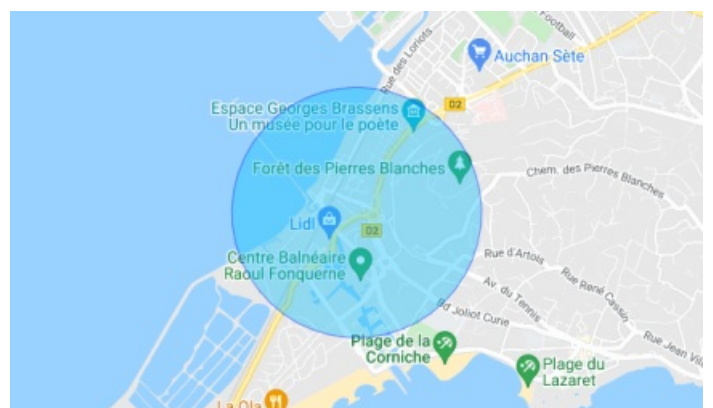 Football
Rue des Loriots
Auchan Sète
D2
Espace Georges Brassens
Un musée pour le poète
Forêt des Pierres Blanches
Chem. des Pierres Blanches
Lidl
D2
Centre Balnéaire
Raoul Fonquerne
Rue d'Artois
Rue René Cassin
Av. du Tennis
Bd Joliot Curie
Rue Jean Vila
Plage de la
Corniche
Plage du
Lazaret
La Ola